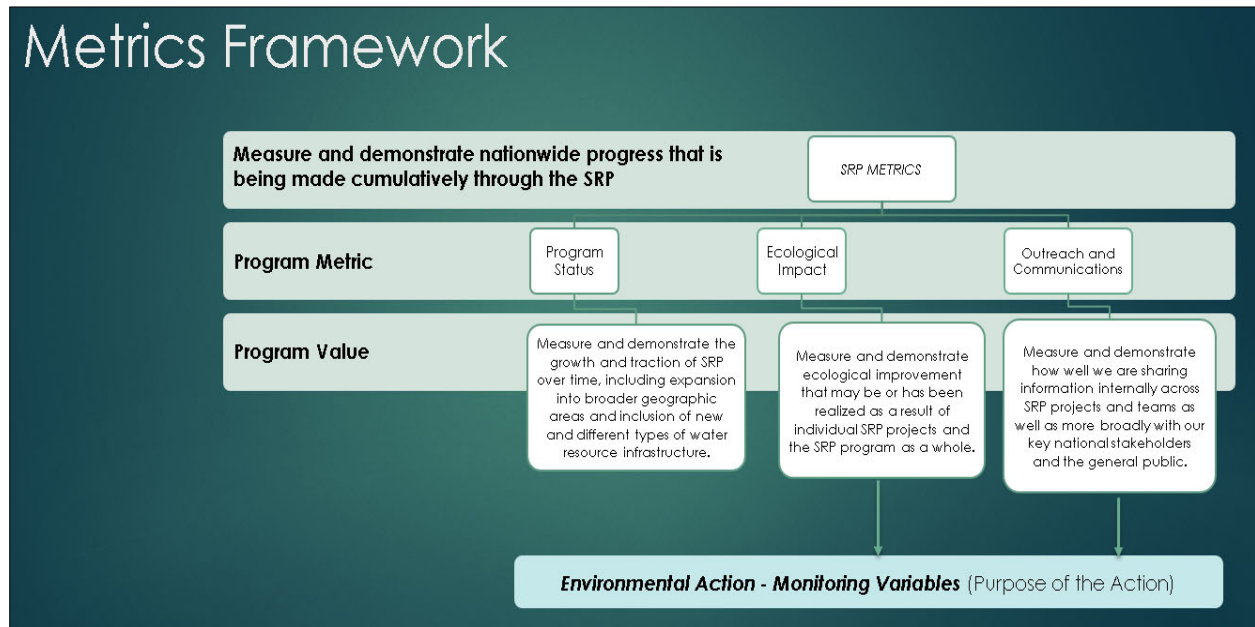 Metrics Framework
Measure and demonstrate nationwide progress that is
being made cumulatively through the SRP
SRP METRICS
Program Metric
Program
Status
Ecological
Impact
Outreach and
Communications
Program Value
Measure and demonstrate the
growth and traction of SRP
over time, including expansion
into broader geographic
areas and inclusion of new
and different types of water
resource infrastructure.
Measure and demonstrate
ecological improvement
that may be or has been
realized as a result of
individual SRP projects and
the SRP program as a whole.
Measure and demonstrate
how well we are sharing
information internally across
SRP projects and teams as
well as more broadly with our
key national stakeholders
and the general public.
Environmental Action - Monitoring Variables (Purpose of the Action)